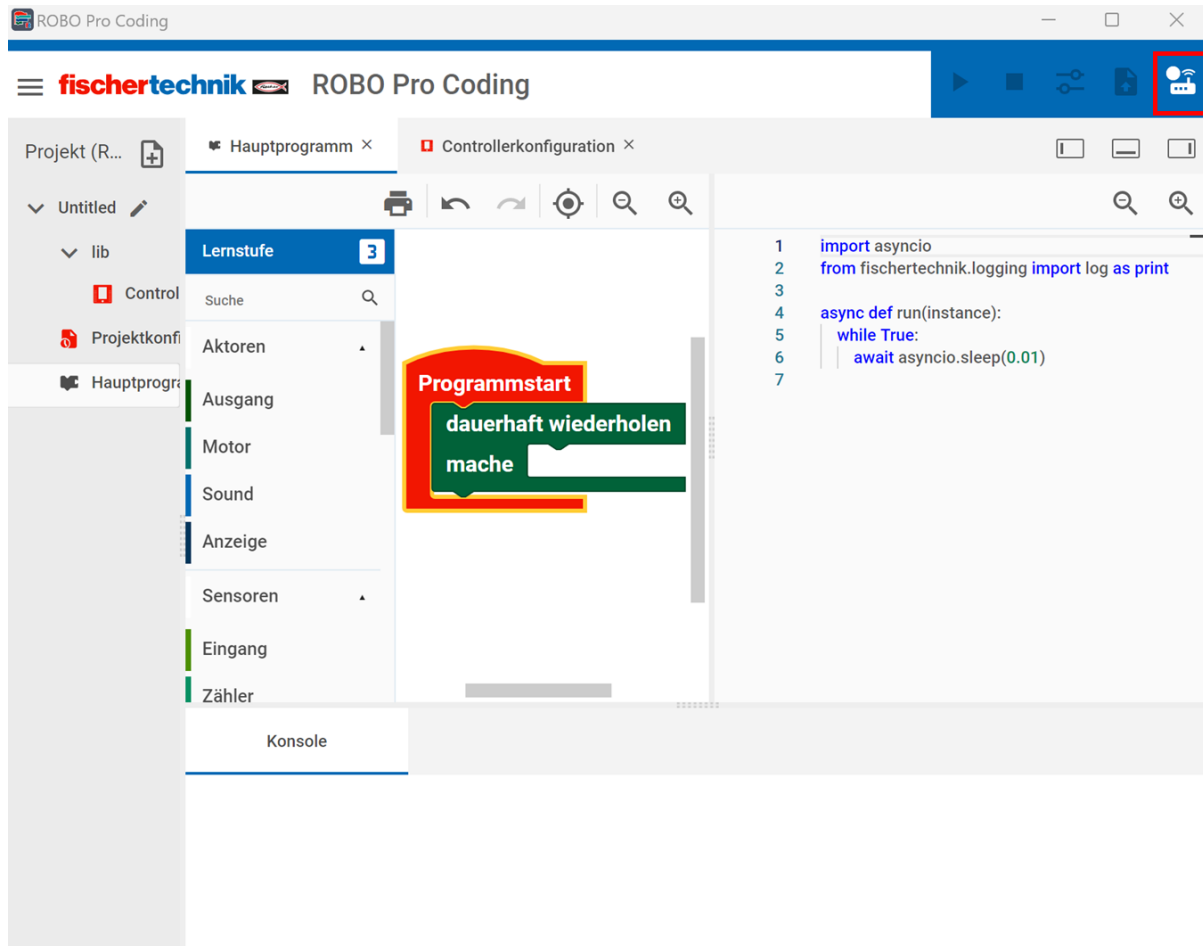 ROBO Pro Coding
fischertechnik ROBO Pro Coding
Projekt (R...
Hauptprogramm
Controllerkonfiguration
Untitled
lib
Control
Projektkonfi
Hauptprogra
Lernstufe 3
Suche
Aktoren
Ausgang
Motor
Sound
Anzeige
Sensoren
Eingang
Zähler
Programmstart
dauerhaft wiederholen
mache
1 import asyncio
2 from fischertechnik.logging import log as print
3
4 async def run(instance):
5 while True:
6 await asyncio.sleep(0.01)
7
Konsole